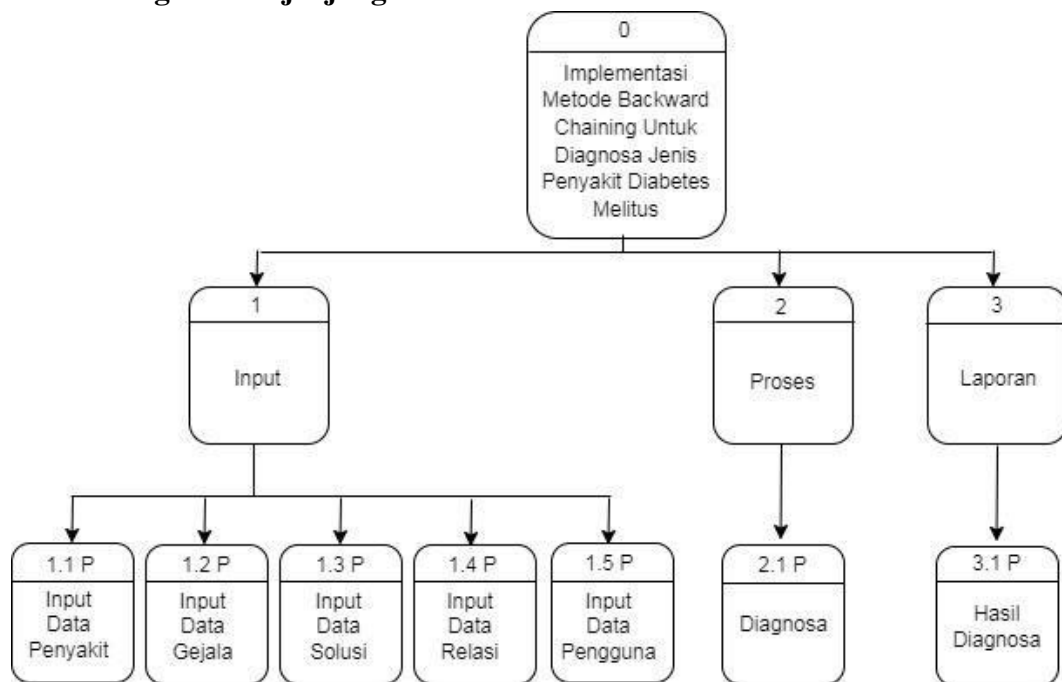 0
Implementasi
Metode Backward
Chaining Untuk
Diagnosa Jenis
Penyakit Diabetes
Melitus
1
Input
2
Proses
3
Laporan
1.1 P
Input
Data
Penyakit
1.2 P
Input
Data
Gejala
1.3 P
Input
Data
Solusi
1.4 P
Input
Data
Relasi
1.5 P
Input
Data
Pengguna
2.1 P
Diagnosa
3.1 P
Hasil
Diagnosa